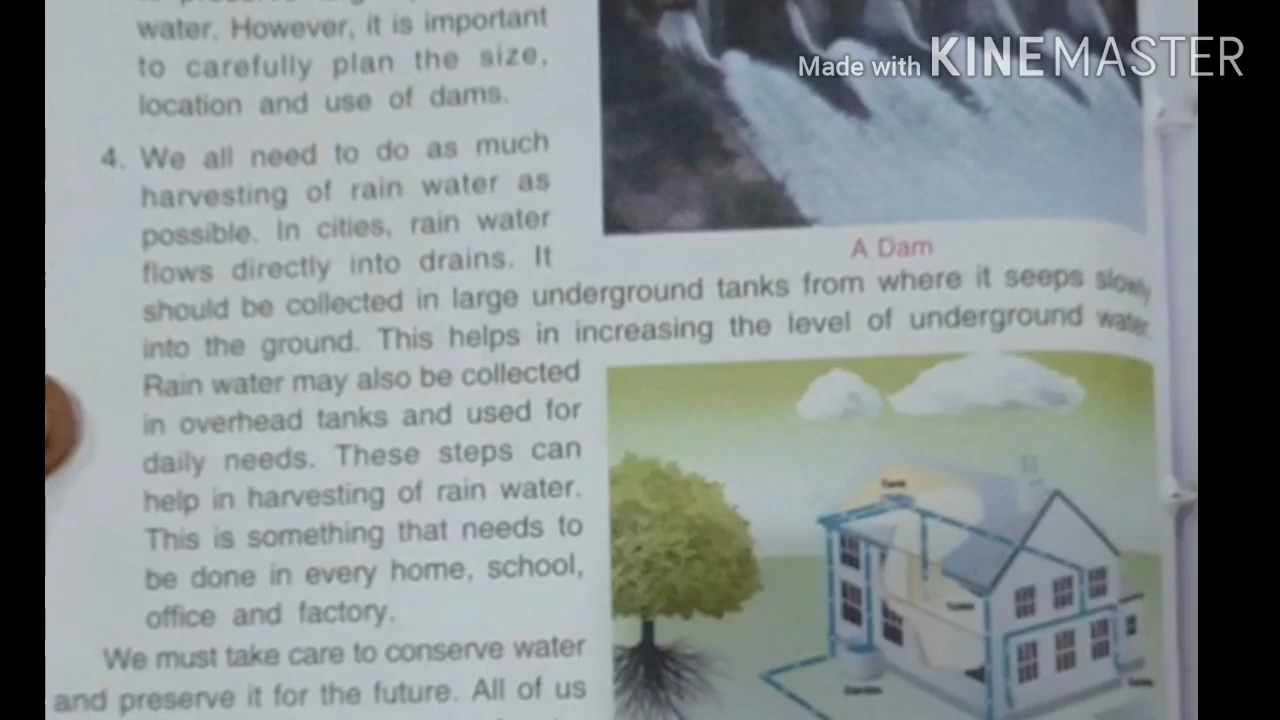 water. However, it is important
to carefully plan the size,
location and use of dams.
4. We all need to do as much
harvesting of rain water as
possible. In cities, rain water
flows directly into drains. It
should be collected in large underground tanks from where it seeps slowly
into the ground. This helps in increasing the level of underground water.
Rain water may also be collected
in overhead tanks and used for
daily needs. These steps can
help in harvesting of rain water.
This is something that needs to
be done in every home, school,
office and factory.
We must take care to conserve water
and preserve it for the future. All of us
Made with KINEMASTER
A Dam
Tank
Garden